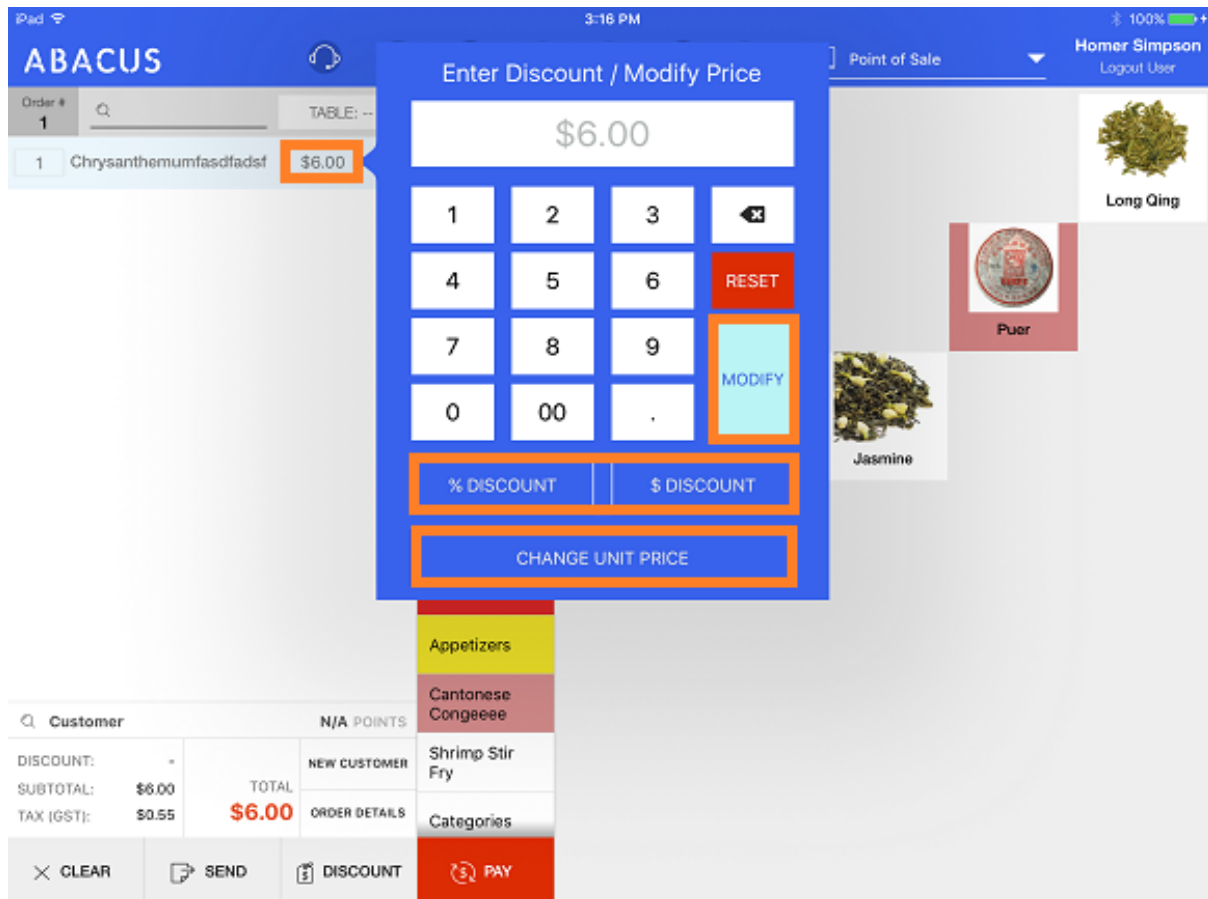 iPad
3:16 PM
100%
ABACUS
Point of Sale
Homer Simpson
Logout User
Order #
1
TABLE: --
1 Chrysanthemumfasdfadsf $6.00
Enter Discount / Modify Price
$6.00
1 2 3
4 5 6 RESET
7 8 9
MODIFY
0 00 .
% DISCOUNT $ DISCOUNT
CHANGE UNIT PRICE
Long Qing
Puer
Jasmine
Appetizers
Cantonese
Congeeee
Shrimp Stir
Fry
Categories
Customer N/A POINTS
DISCOUNT: -
SUBTOTAL: $6.00
TAX (GST): $0.55
TOTAL
$6.00
NEW CUSTOMER
ORDER DETAILS
CLEAR SEND DISCOUNT PAY